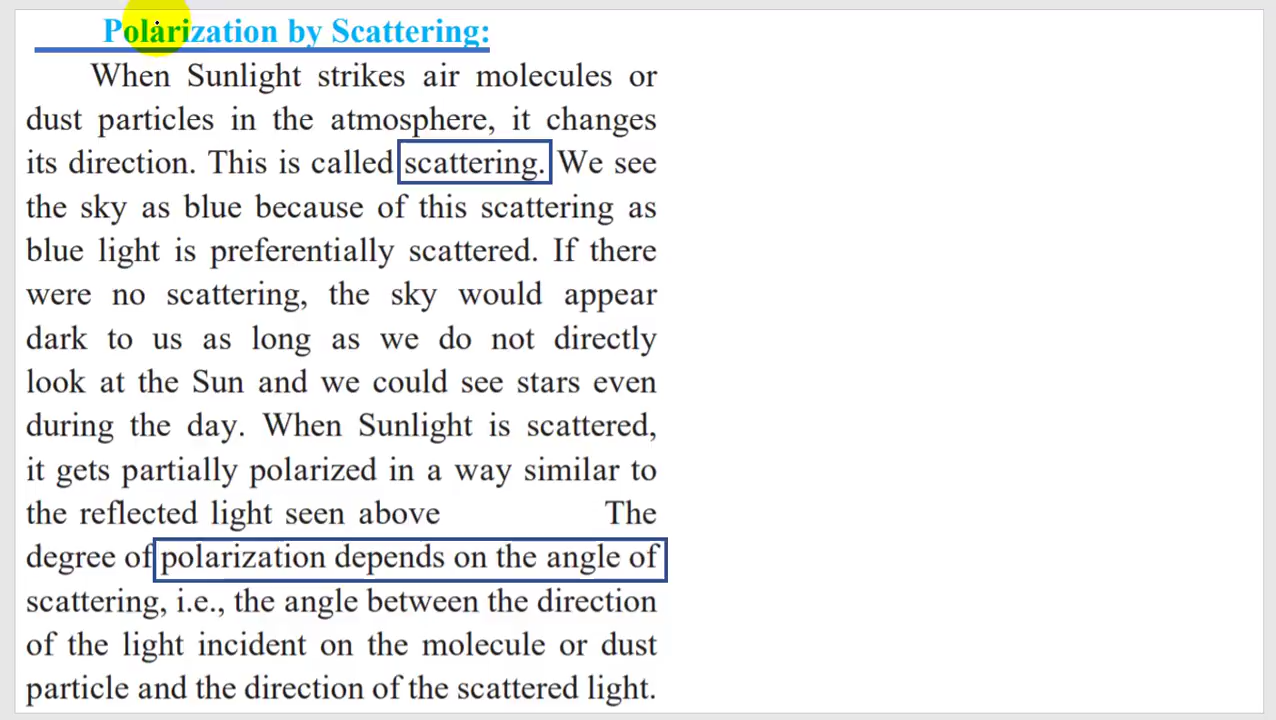 Polarization by Scattering:
When Sunlight strikes air molecules or
dust particles in the atmosphere, it changes
its direction. This is called scattering. We see
the sky as blue because of this scattering as
blue light is preferentially scattered. If there
were no scattering, the sky would appear
dark to us as long as we do not directly
look at the Sun and we could see stars even
during the day. When Sunlight is scattered,
it gets partially polarized in a way similar to
the reflected light seen above The
degree of polarization depends on the angle of
scattering, i.e., the angle between the direction
of the light incident on the molecule or dust
particle and the direction of the scattered light.